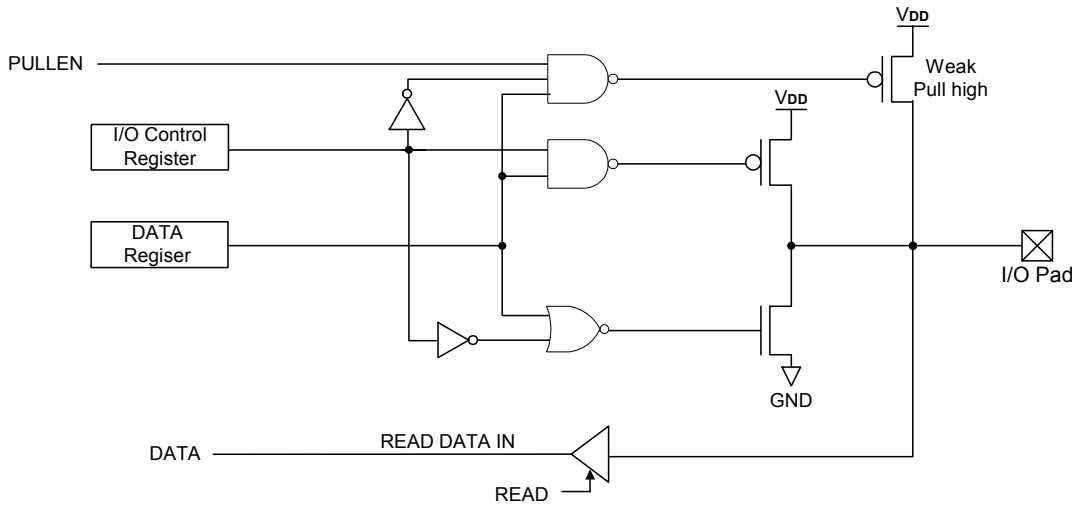 VDD
PULLEN
Weak
Pull high
VDD
I/O Control
Register
DATA
Regiser
I/O Pad
GND
READ DATA IN
DATA
READ